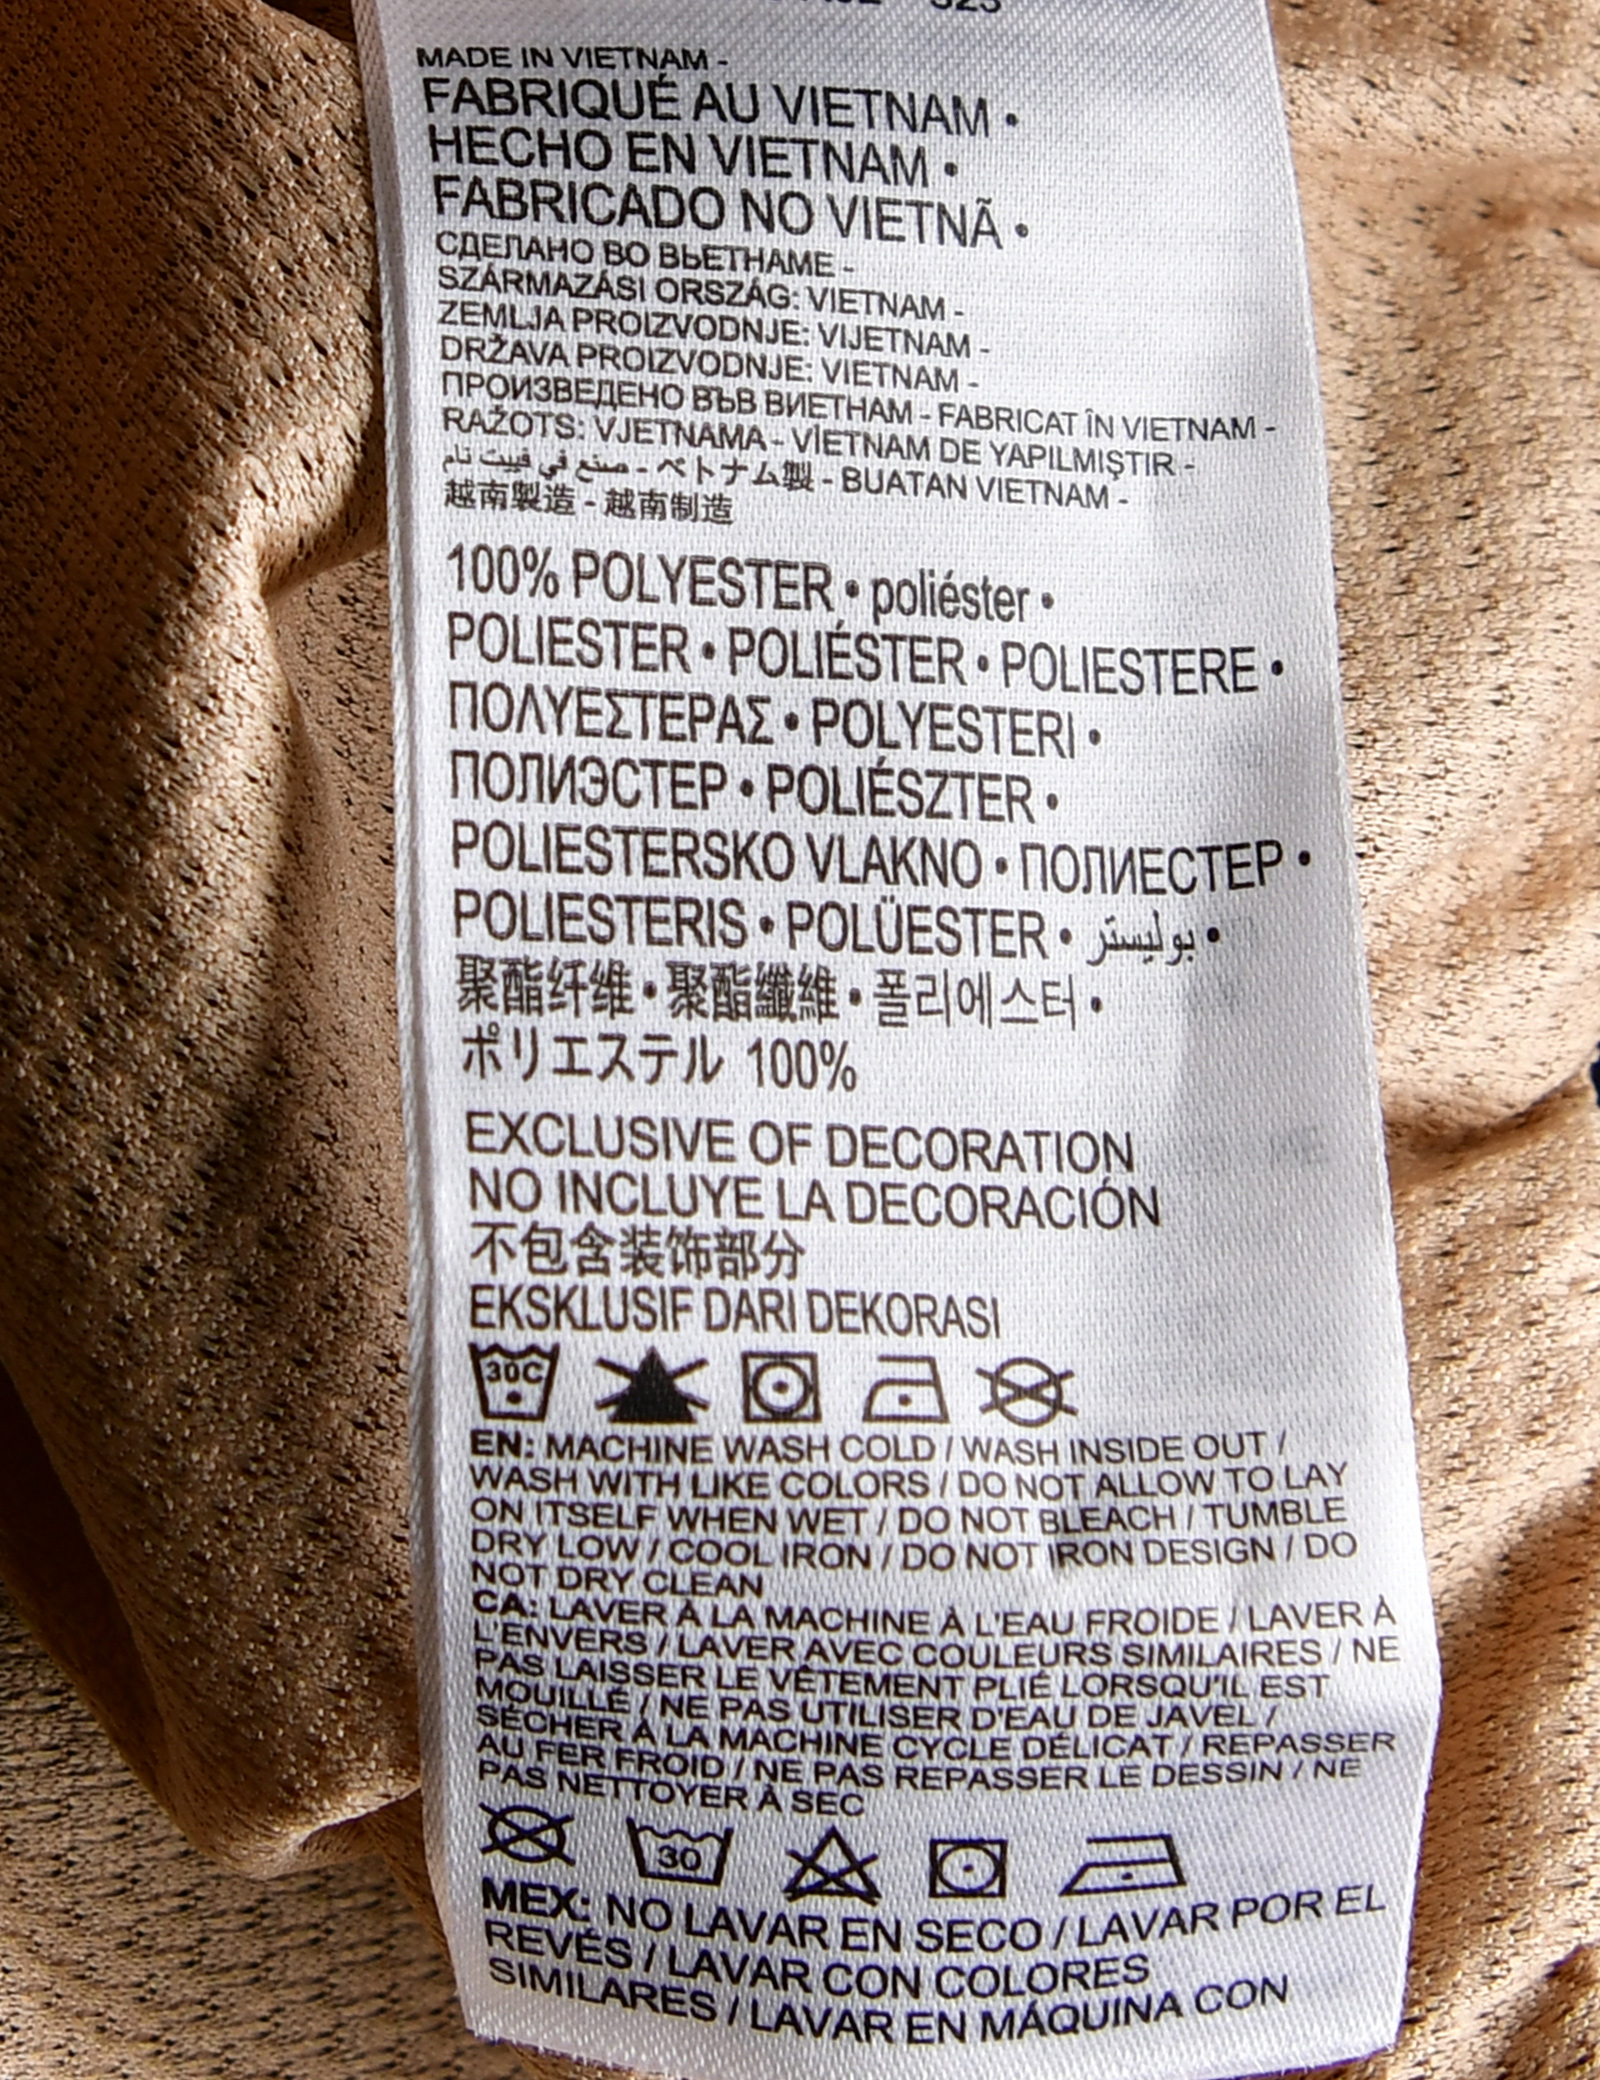 MADE IN VIETNAM -
FABRIQUÉ AU VIETNAM •
HECHO EN VIETNAM •
FABRICADO NO VIETNÃ •
СДЕЛАНО ВО ВЬЕТНАМЕ -
SZÁRMAZÁSI ORSZÁG: VIETNAM -
ZEMLJA PROIZVODNJE: VIJETNAM -
DRŽAVA PROIZVODNJE: VIETNAM -
ПРОИЗВЕДЕНО ВЪВ ВИЕТНАМ - FABRICAT ÎN VIETNAM -
RAŽOTS: VJETNAMA - VİETNAM DE YAPILMIŞTIR -
صنع في فييت نام - ベトナム製 - BUATAN VIETNAM -
越南製造 - 越南制造
100% POLYESTER • poliéster •
POLIESTER • POLIÉSTER • POLIESTERE •
ΠΟΛΥΕΣΤΕΡΑΣ • POLYESTERI •
ПОЛИЭСТЕР • POLIÉSZTER •
POLIESTERSKO VLAKNO • ПОЛИЕСТЕР •
POLIESTERIS • POLÜESTER • بوليستر •
聚酯纤维 • 聚酯纖維 • 폴리에스터 •
ポリエステル 100%
EXCLUSIVE OF DECORATION
NO INCLUYE LA DECORACIÓN
不包含装饰部分
EKSKLUSIF DARI DEKORASI
30C
EN: MACHINE WASH COLD / WASH INSIDE OUT /
WASH WITH LIKE COLORS / DO NOT ALLOW TO LAY
ON ITSELF WHEN WET / DO NOT BLEACH / TUMBLE
DRY LOW / COOL IRON / DO NOT IRON DESIGN / DO
NOT DRY CLEAN
CA: LAVER À LA MACHINE À L'EAU FROIDE / LAVER À
L'ENVERS / LAVER AVEC COULEURS SIMILAIRES / NE
PAS LAISSER LE VÊTEMENT PLIÉ LORSQU'IL EST
MOUILLÉ / NE PAS UTILISER D'EAU DE JAVEL /
SÉCHER À LA MACHINE CYCLE DÉLICAT / REPASSER
AU FER FROID / NE PAS REPASSER LE DESSIN / NE
PAS NETTOYER À SEC
30
MEX: NO LAVAR EN SECO / LAVAR POR EL
REVÉS / LAVAR CON COLORES
SIMILARES / LAVAR EN MÁQUINA CON